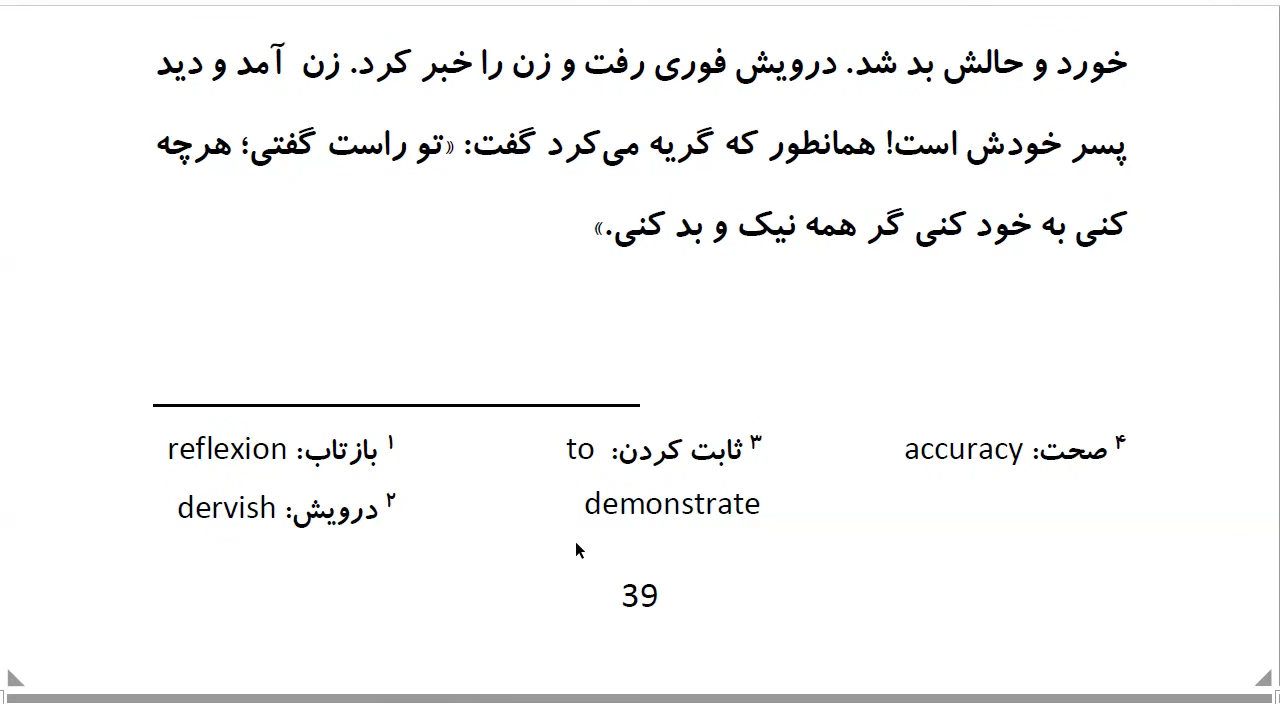 خورد و حالش بد شد. درویش فوری رفت و زن را خبر کرد. زن آمد و دید
پسر خودش است! همانطور که گریه می‌کرد گفت: «تو راست گفتی؛ هرچه
کنی به خود کنی گر همه نیک و بد کنی.»
۱ بازتاب: reflexion
۲ درویش: dervish
۳ ثابت کردن: to
demonstrate
۴ صحت: accuracy
39